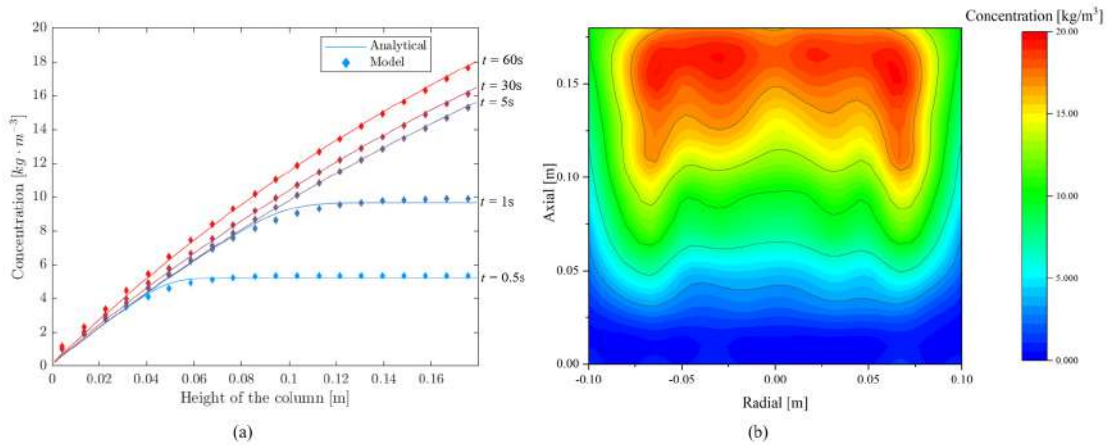 20
18
16
14
12
10
8
6
4
2
0
Concentration [kg · m⁻³]
Analytical
Model
t = 60s
t = 30s
t = 5s
t = 1s
t = 0.5s
0 0.02 0.04 0.06 0.08 0.1 0.12 0.14 0.16
Height of the column [m]
(a)
Concentration [kg/m³]
0.15
0.10
0.05
0.00
Axial [m]
-0.10 -0.05 0.00 0.05 0.10
Radial [m]
20.00
15.00
10.00
5.000
0.000
(b)